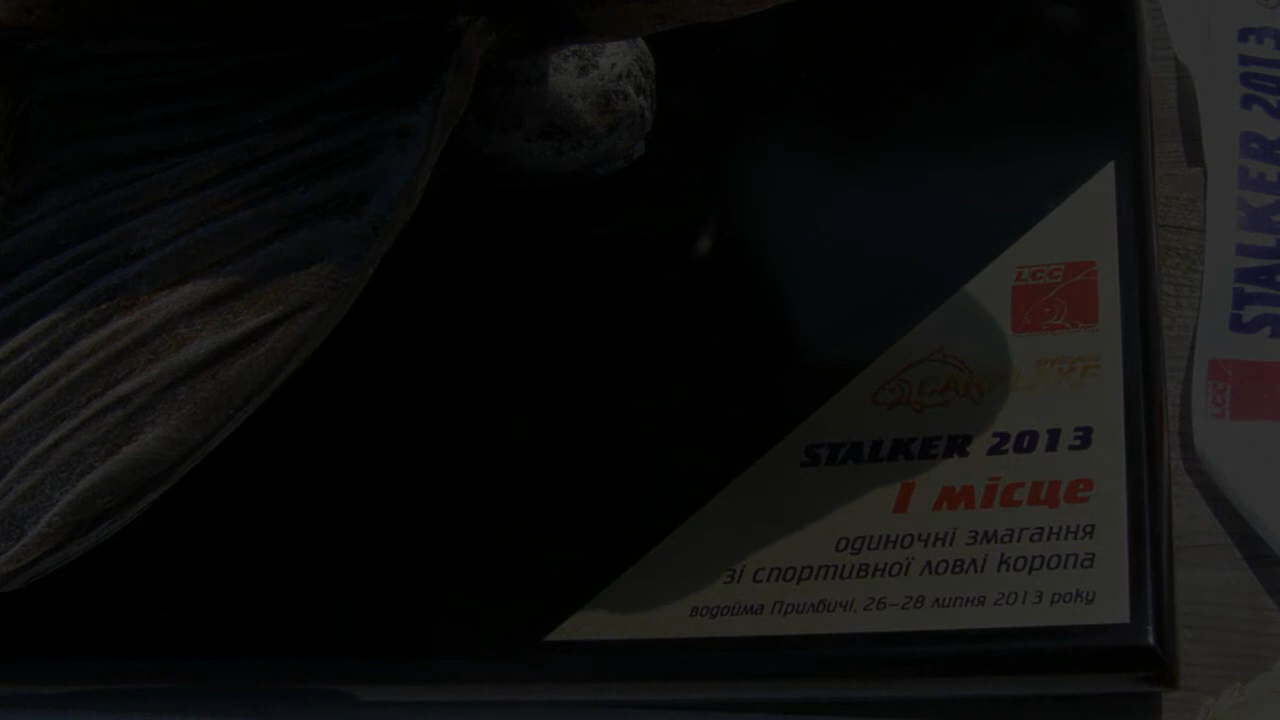 LCC
STALKER 2013
I місце
одиночні змагання
зі спортивної ловлі коропа
водойма Прилбичі, 26-28 липня 2013 року
STALKER 2013
LCC